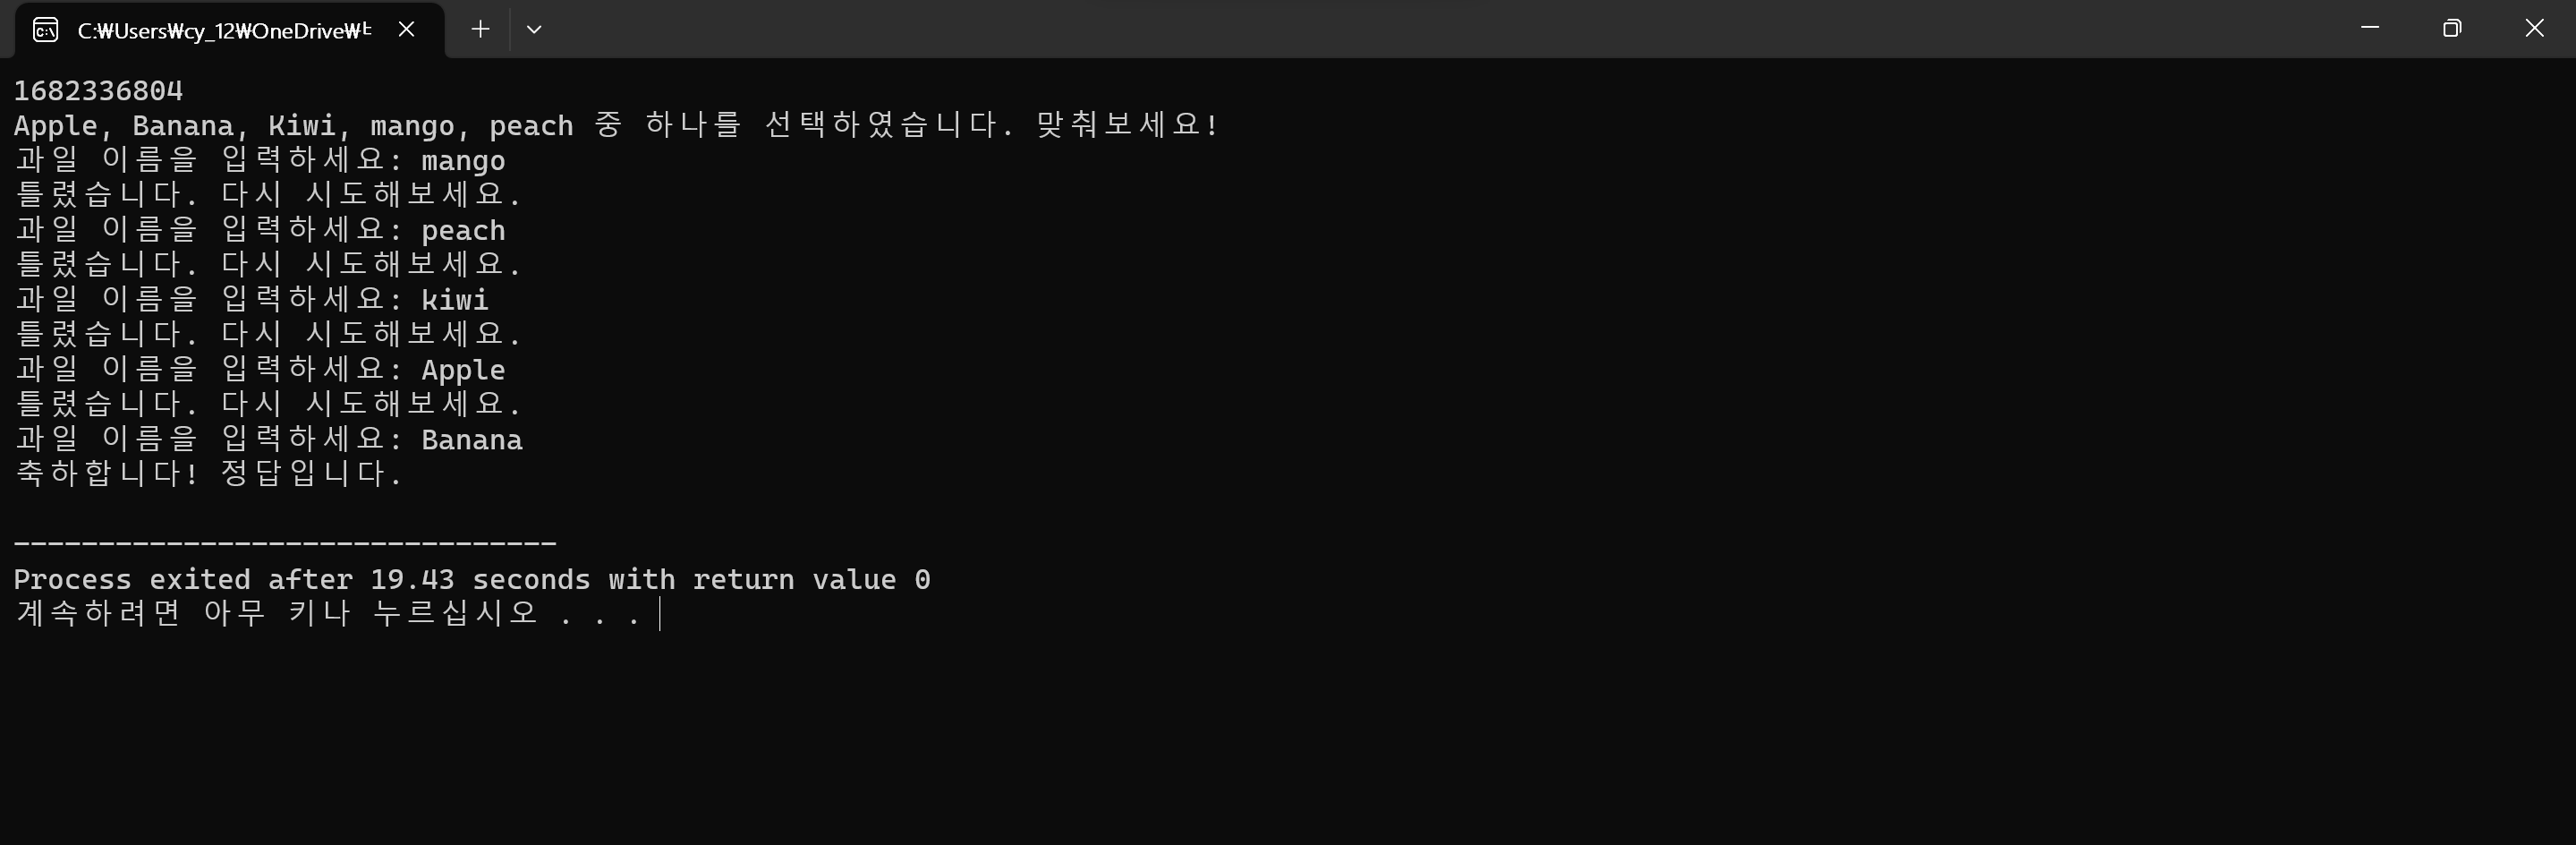 C:₩Users₩cy_12₩OneDrive₩ㅂ
1682336804
Apple, Banana, Kiwi, mango, peach 중 하나를 선택하였습니다. 맞춰보세요!
과일 이름을 입력하세요: mango
틀렸습니다. 다시 시도해보세요.
과일 이름을 입력하세요: peach
틀렸습니다. 다시 시도해보세요.
과일 이름을 입력하세요: kiwi
틀렸습니다. 다시 시도해보세요.
과일 이름을 입력하세요: Apple
틀렸습니다. 다시 시도해보세요.
과일 이름을 입력하세요: Banana
축하합니다! 정답입니다.
--------------------------------
Process exited after 19.43 seconds with return value 0
계속하려면 아무 키나 누르십시오 . . .